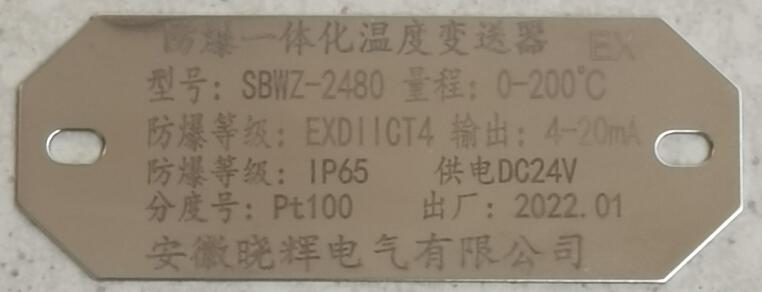 防爆一体化温度变送器 EX
型号: SBWZ-2480 量程: 0-200℃
防爆等级: EXDIICT4 输出: 4-20mA
防爆等级: IP65 供电DC24V
分度号: Pt100 出厂: 2022.01
安徽晓辉电气有限公司